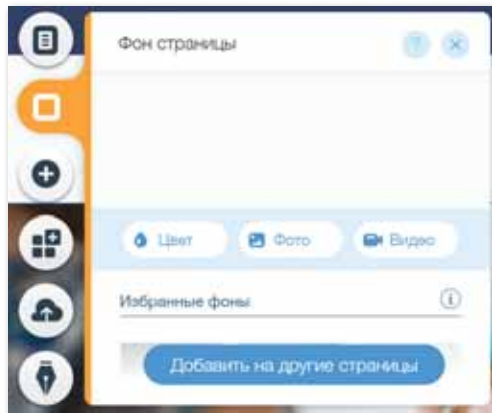 Фон страницы
?
Цвет
Фото
Видео
Избранные фоны
Добавить на другие страницы